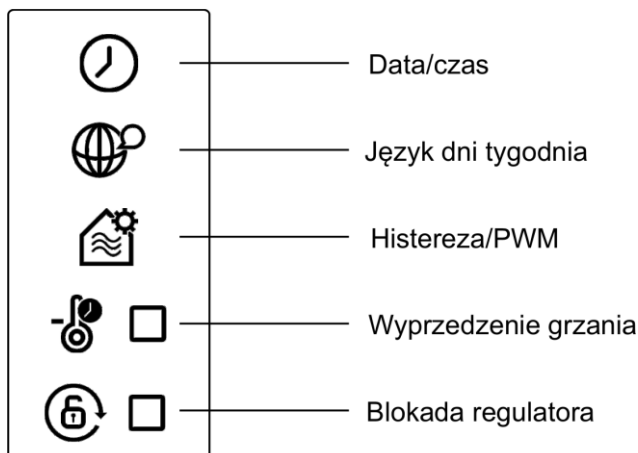 Data/czas
Język dni tygodnia
Histereza/PWM
Wyprzedzenie grzania
Blokada regulatora